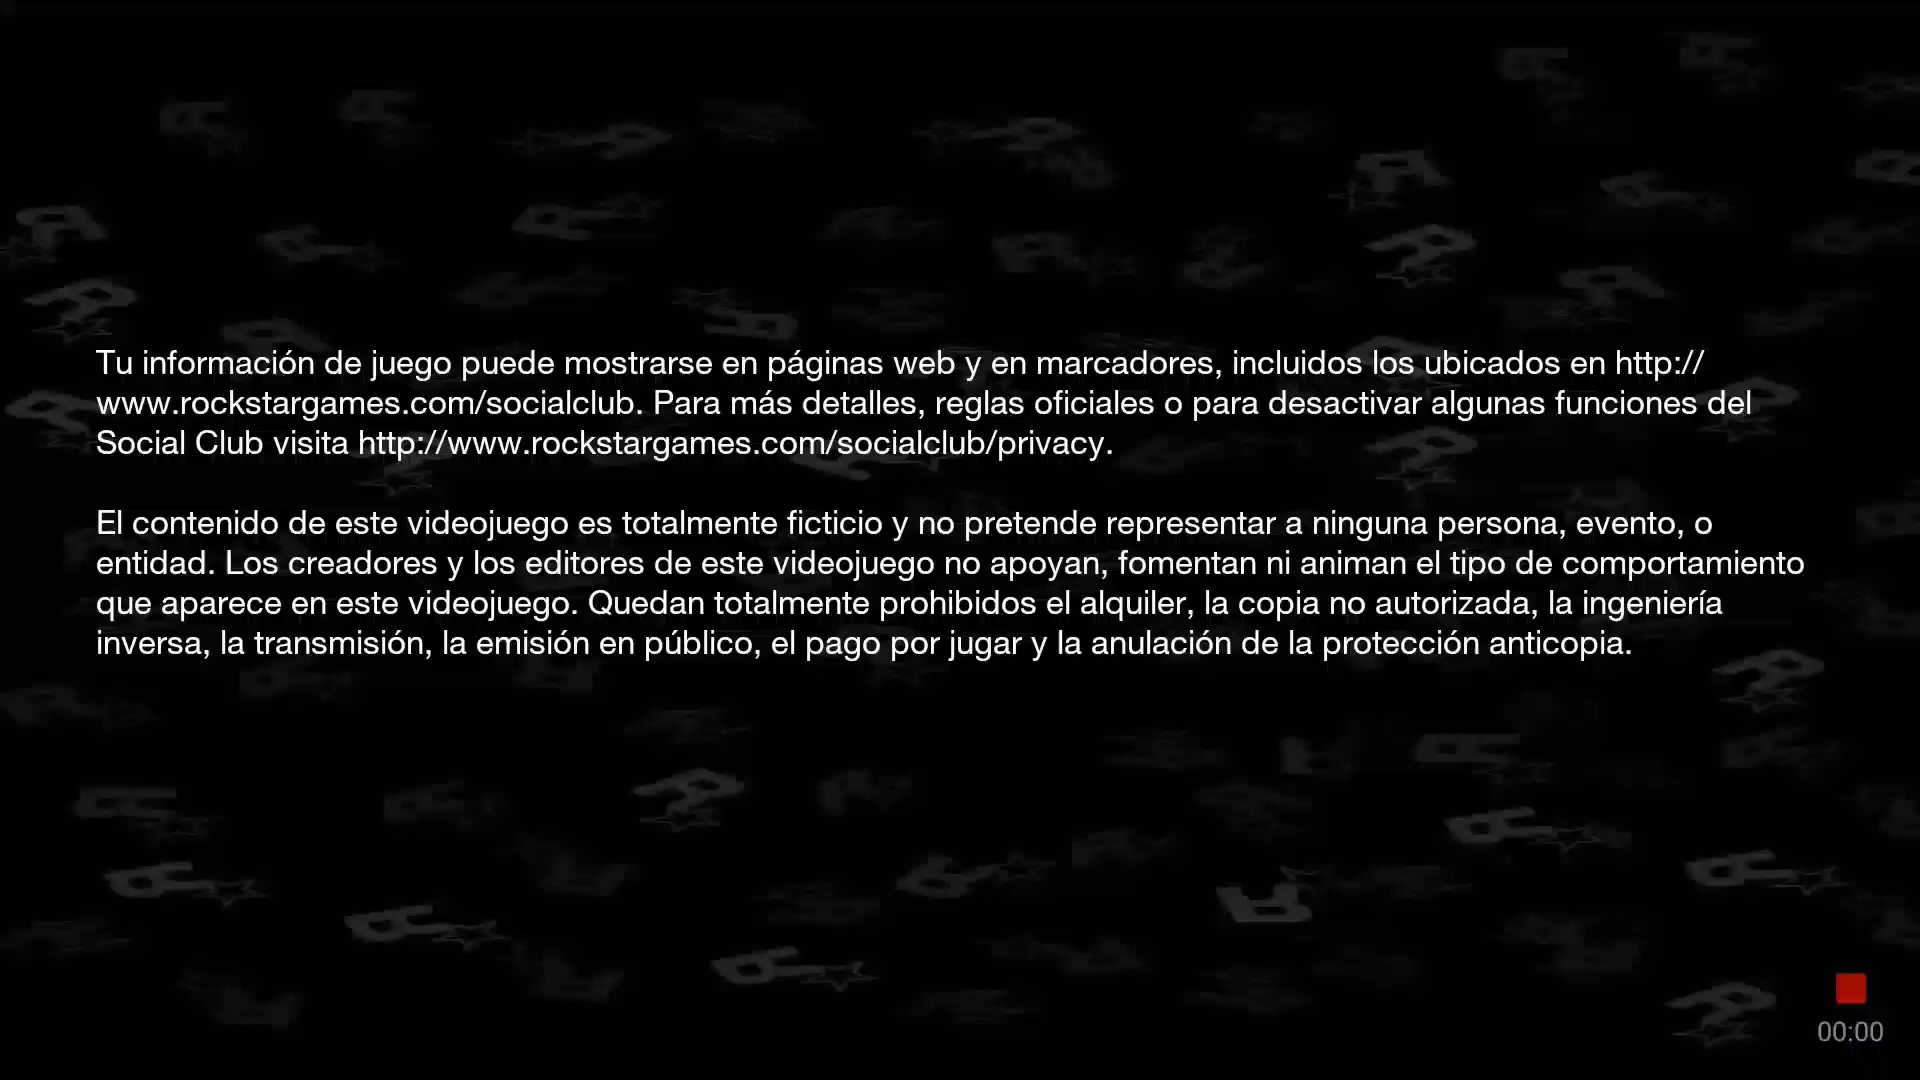 Tu información de juego puede mostrarse en páginas web y en marcadores, incluidos los ubicados en http://
www.rockstargames.com/socialclub. Para más detalles, reglas oficiales o para desactivar algunas funciones del
Social Club visita http://www.rockstargames.com/socialclub/privacy.
El contenido de este videojuego es totalmente ficticio y no pretende representar a ninguna persona, evento, o
entidad. Los creadores y los editores de este videojuego no apoyan, fomentan ni animan el tipo de comportamiento
que aparece en este videojuego. Quedan totalmente prohibidos el alquiler, la copia no autorizada, la ingeniería
inversa, la transmisión, la emisión en público, el pago por jugar y la anulación de la protección anticopia.
00:00